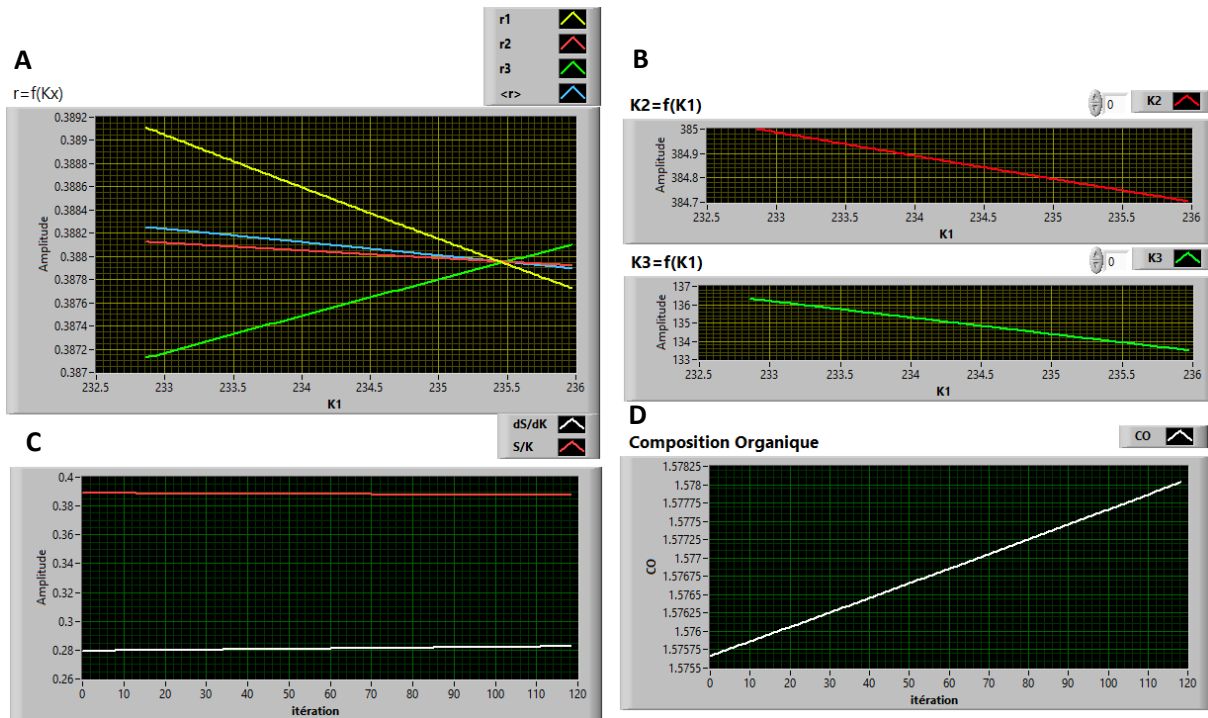 A
r=f(Kx)
r1
r2
r3
<r>
0.3892
0.389
0.3888
0.3886
0.3884
0.3882
0.388
0.3878
0.3876
0.3874
0.3872
0.387
Amplitude
232.5 233 233.5 234 234.5 235 235.5 236
K1
B
K2=f(K1)
0
K2
385
384.9
384.8
384.7
Amplitude
232.5 233 233.5 234 234.5 235 235.5 236
K1
K3=f(K1)
0
K3
137
136
135
134
133
Amplitude
232.5 233 233.5 234 234.5 235 235.5 236
K1
C
dS/dK
S/K
0.4
0.38
0.36
0.34
0.32
0.3
0.28
0.26
Amplitude
0 10 20 30 40 50 60 70 80 90 100 110 120
itération
D
Composition Organique
CO
1.57825
1.578
1.57775
1.5775
1.57725
1.577
1.57675
1.5765
1.57625
1.576
1.57575
1.5755
CO
0 10 20 30 40 50 60 70 80 90 100 110 120
itération